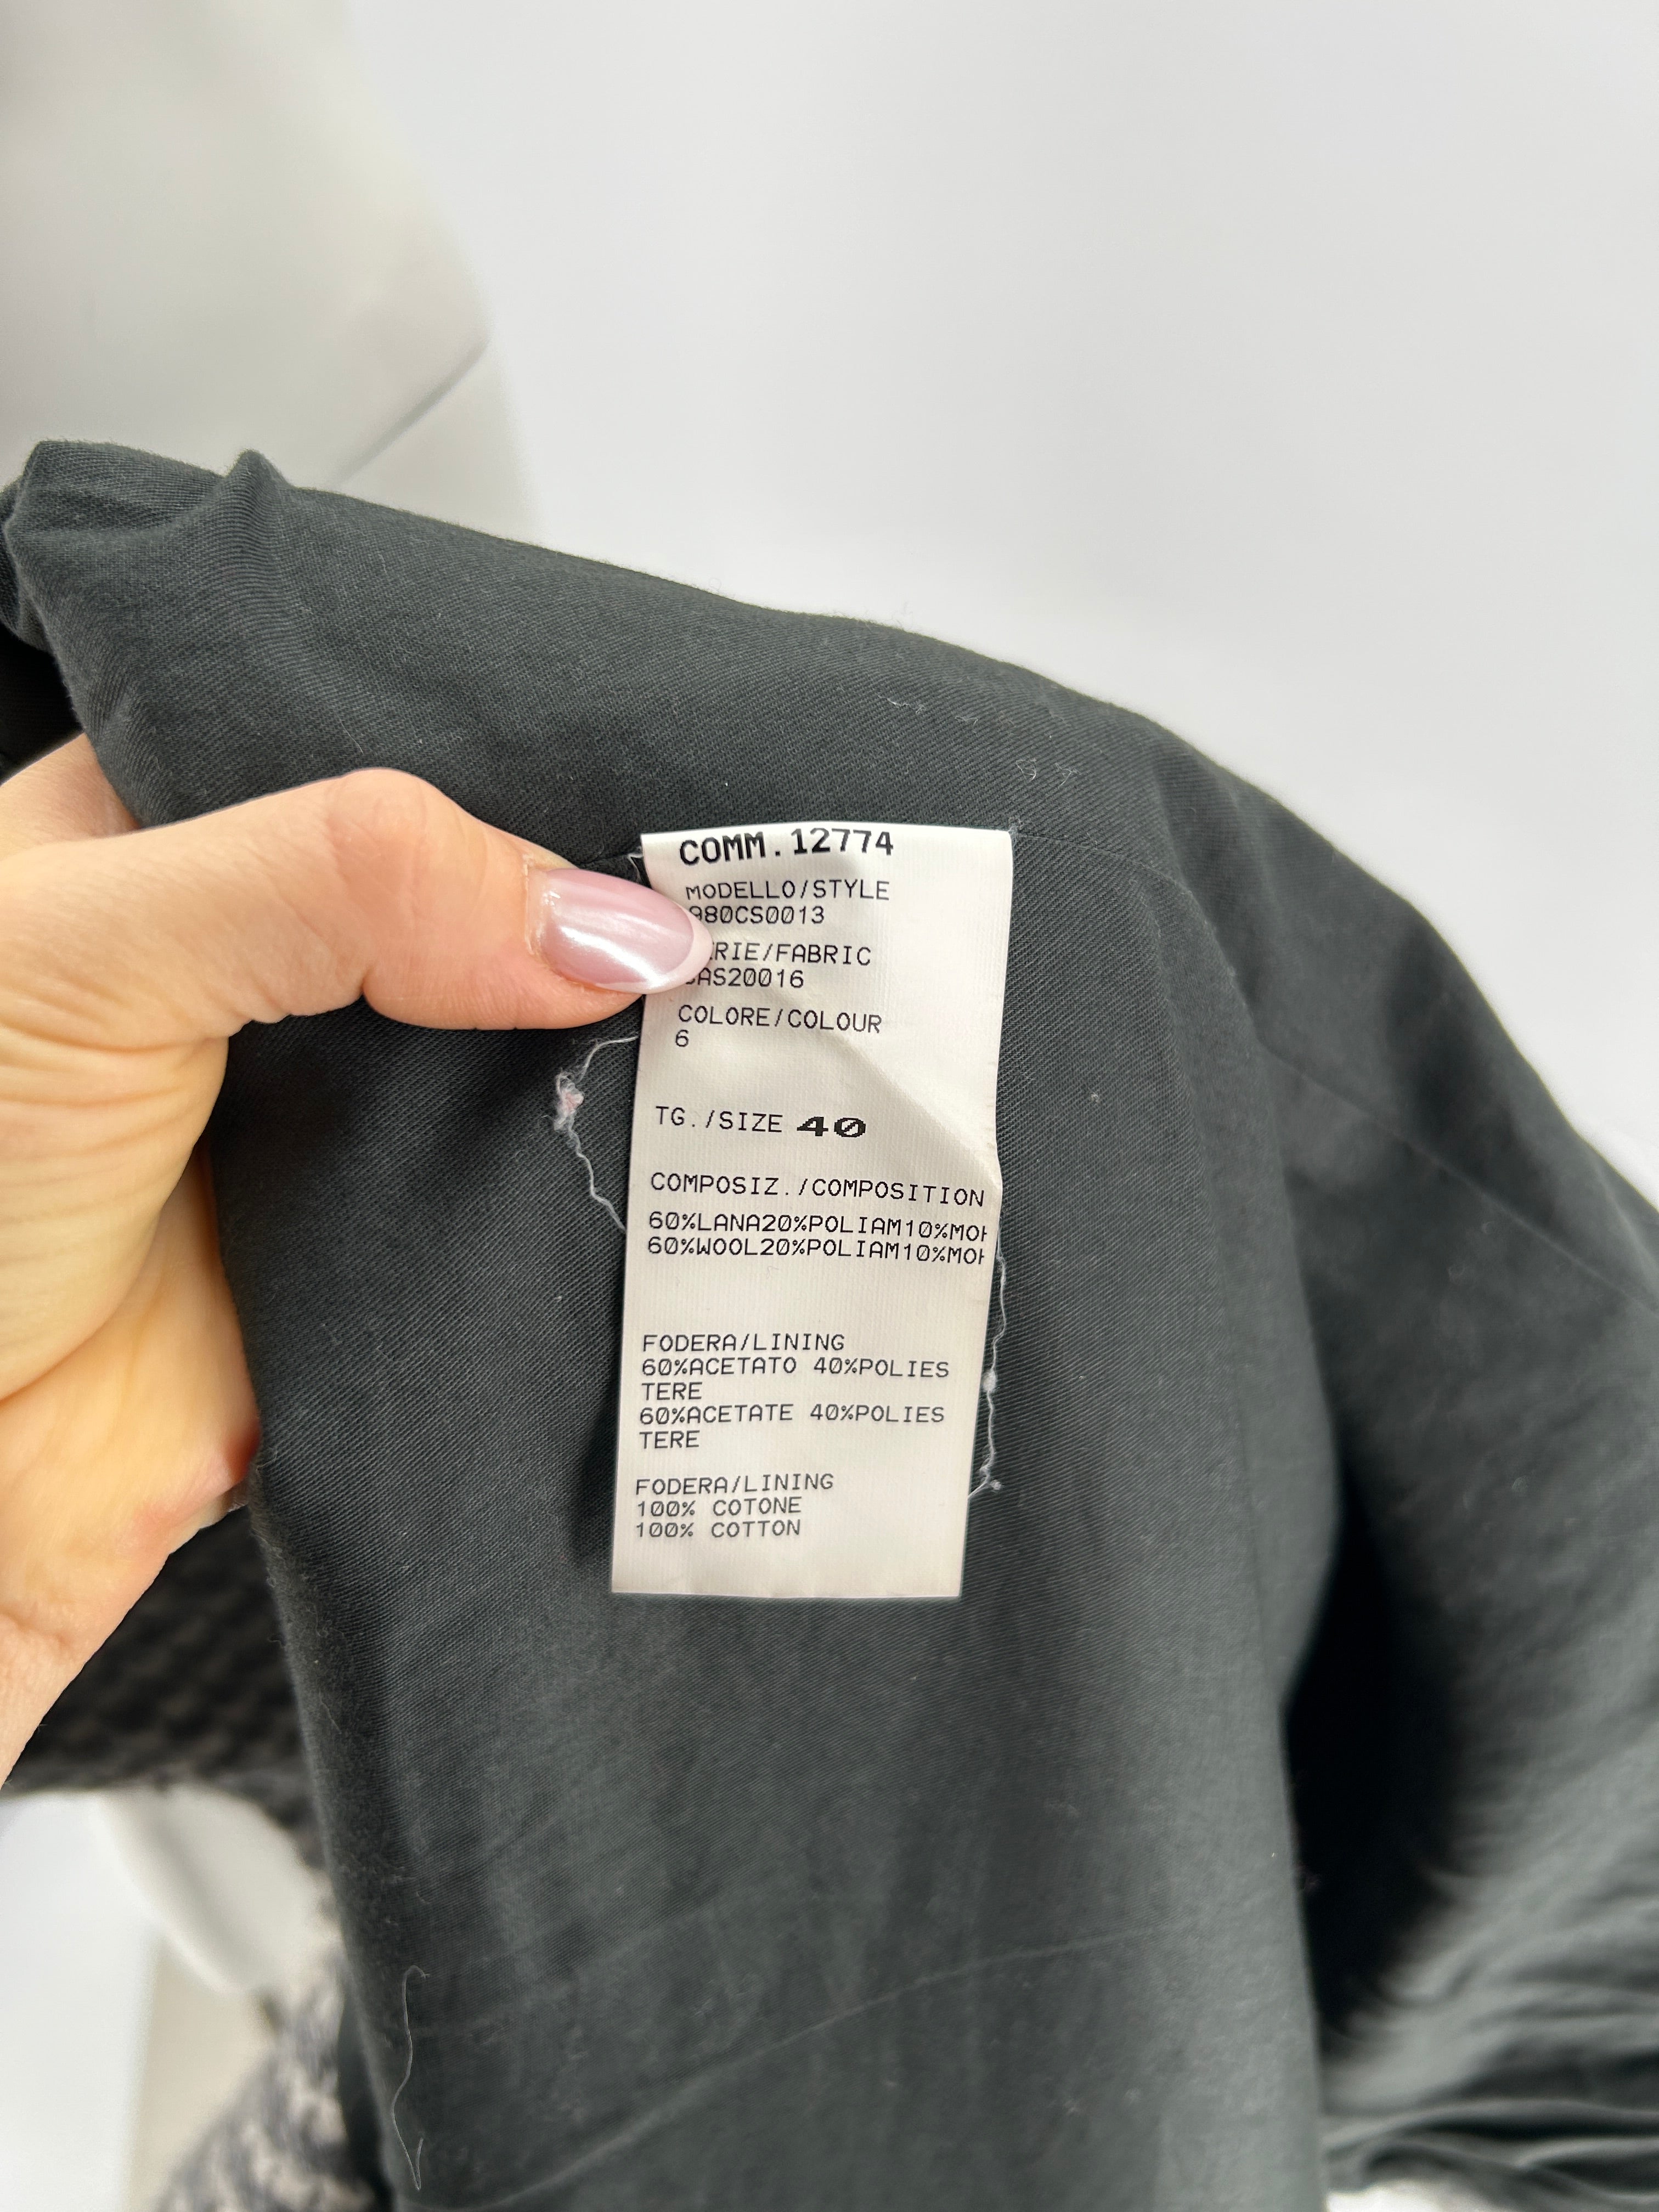 COMM.12774
MODELLO/STYLE
980CS0013
/FABRIC
COLORE/COLOUR
6
TG./SIZE 40
COMPOSIZ./COMPOSITION
60%LANA20%POLIAM10%MOH
60%WOOL20%POLIAM10%MOH
FODERA/LINING
60%ACETATO 40%POLIES
TERE
60%ACETATE 40%POLIES
TERE
FODERA/LINING
100% COTONE
100% COTTON